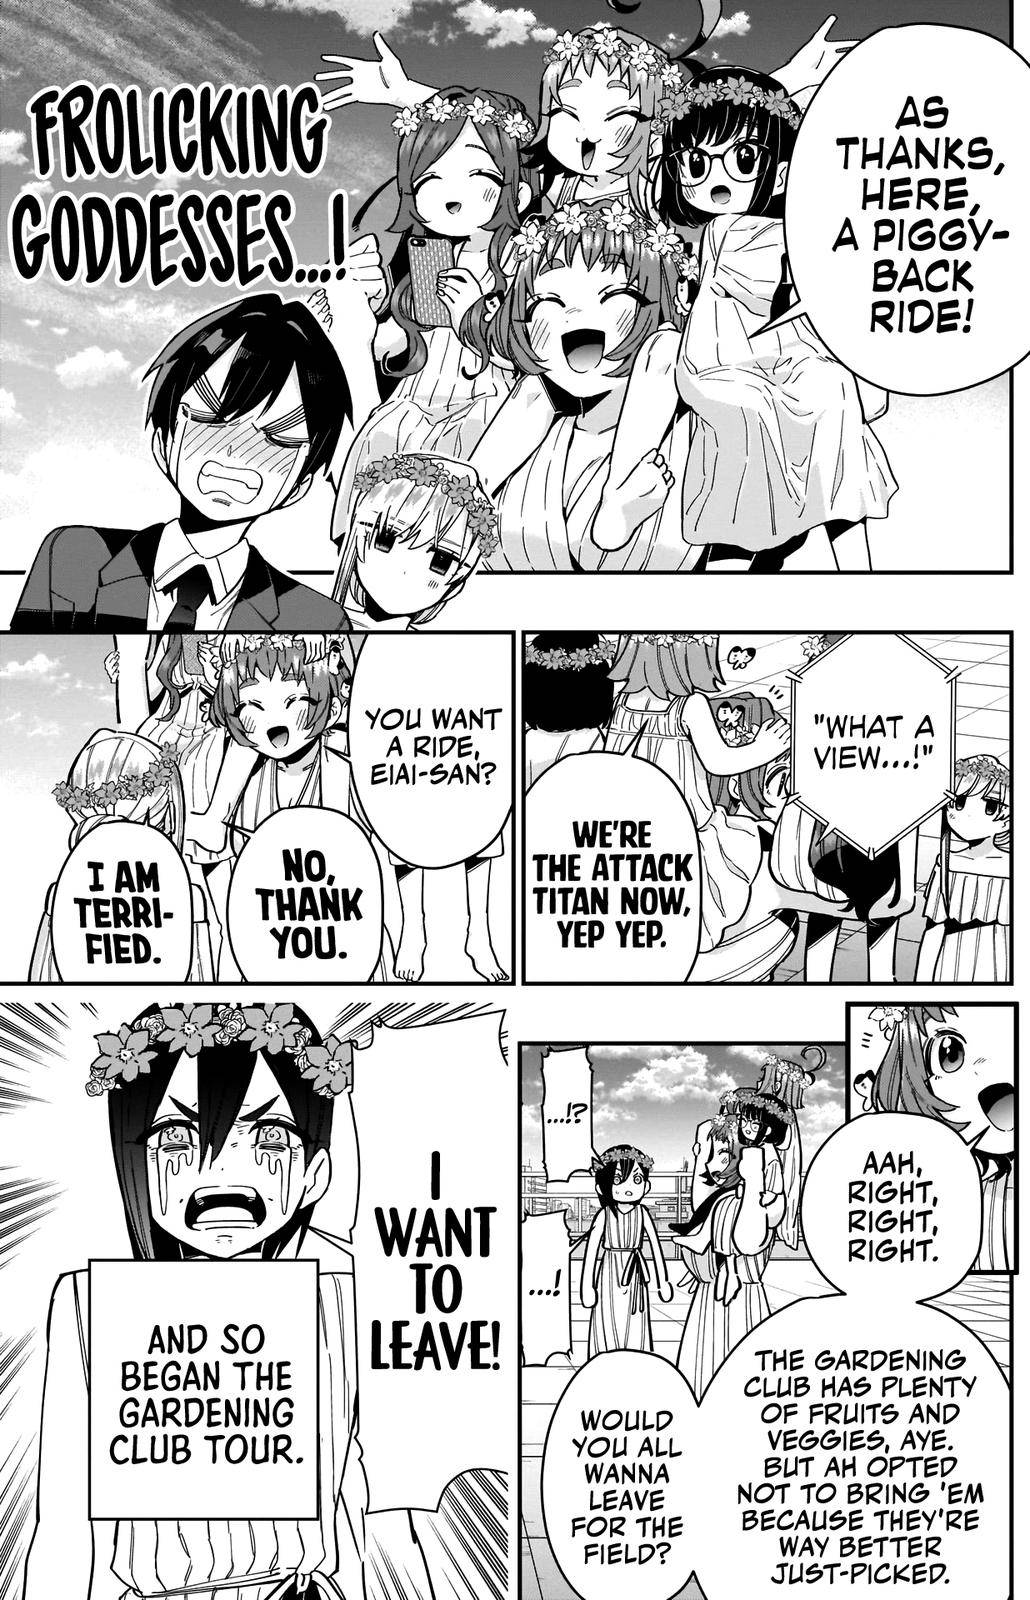 AS
THANKS,
HERE,
A PIGGY-
BACK
RIDE!
FROLICKING
GODDESSES...!
"WHAT A
VIEW...!"
WE'RE
THE ATTACK
TITAN NOW,
YEP YEP.
YOU WANT
A RIDE,
EIAI-SAN?
NO,
THANK
YOU.
I AM
TERRI-
FIED.
AAH,
RIGHT,
RIGHT,
RIGHT.
THE GARDENING
CLUB HAS PLENTY
OF FRUITS AND
VEGGIES, AYE.
BUT AH OPTED
NOT TO BRING 'EM
BECAUSE THEY'RE
WAY BETTER
JUST-PICKED.
WOULD
YOU ALL
WANNA
LEAVE
FOR THE
FIELD?
...!?
...!
I
WANT
TO
LEAVE!
AND SO
BEGAN THE
GARDENING
CLUB TOUR.